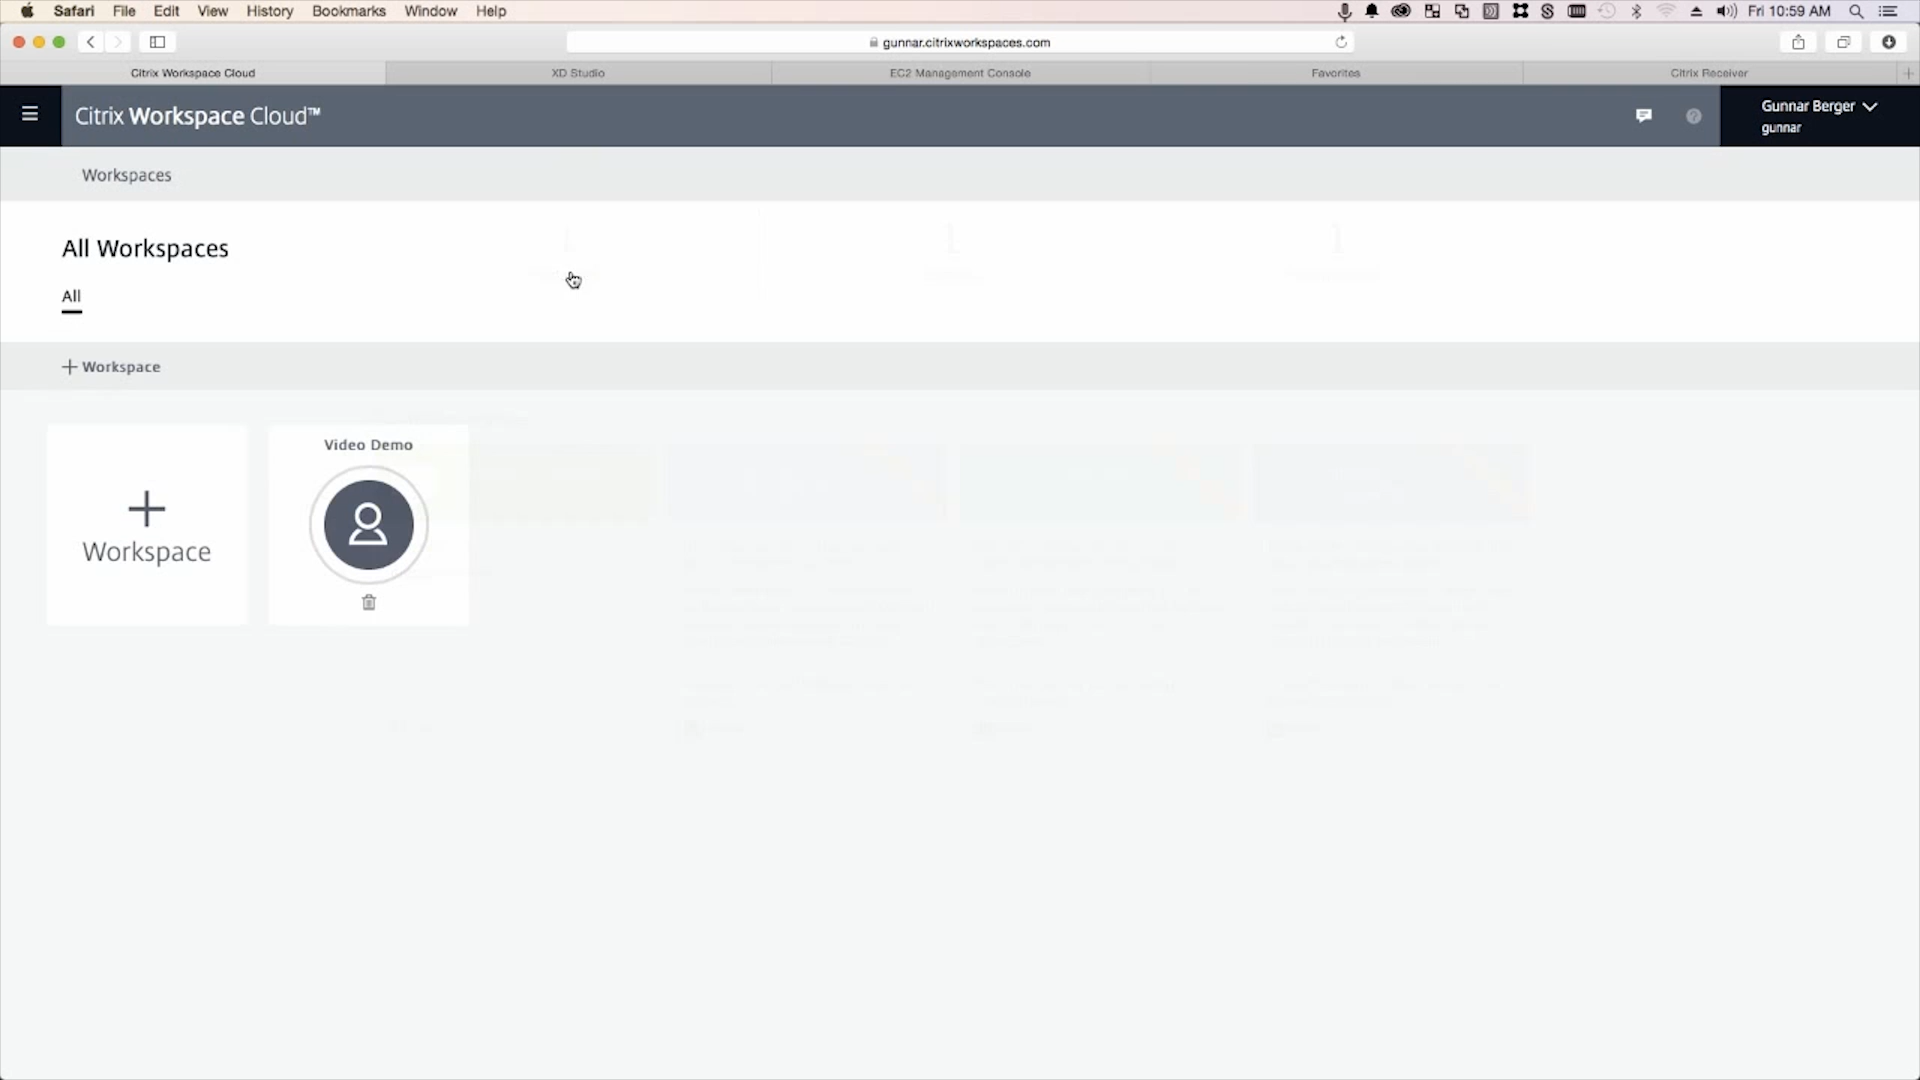 Safari File Edit View History Bookmarks Window Help Fri 10:59 AM
gunnar.citrixworkspaces.com
Citrix Workspace Cloud XD Studio EC2 Management Console Favorites Citrix Receiver
Citrix Workspace Cloud™
Gunnar Berger
gunnar
Workspaces
All Workspaces
All
+ Workspace
Video Demo
+
Workspace